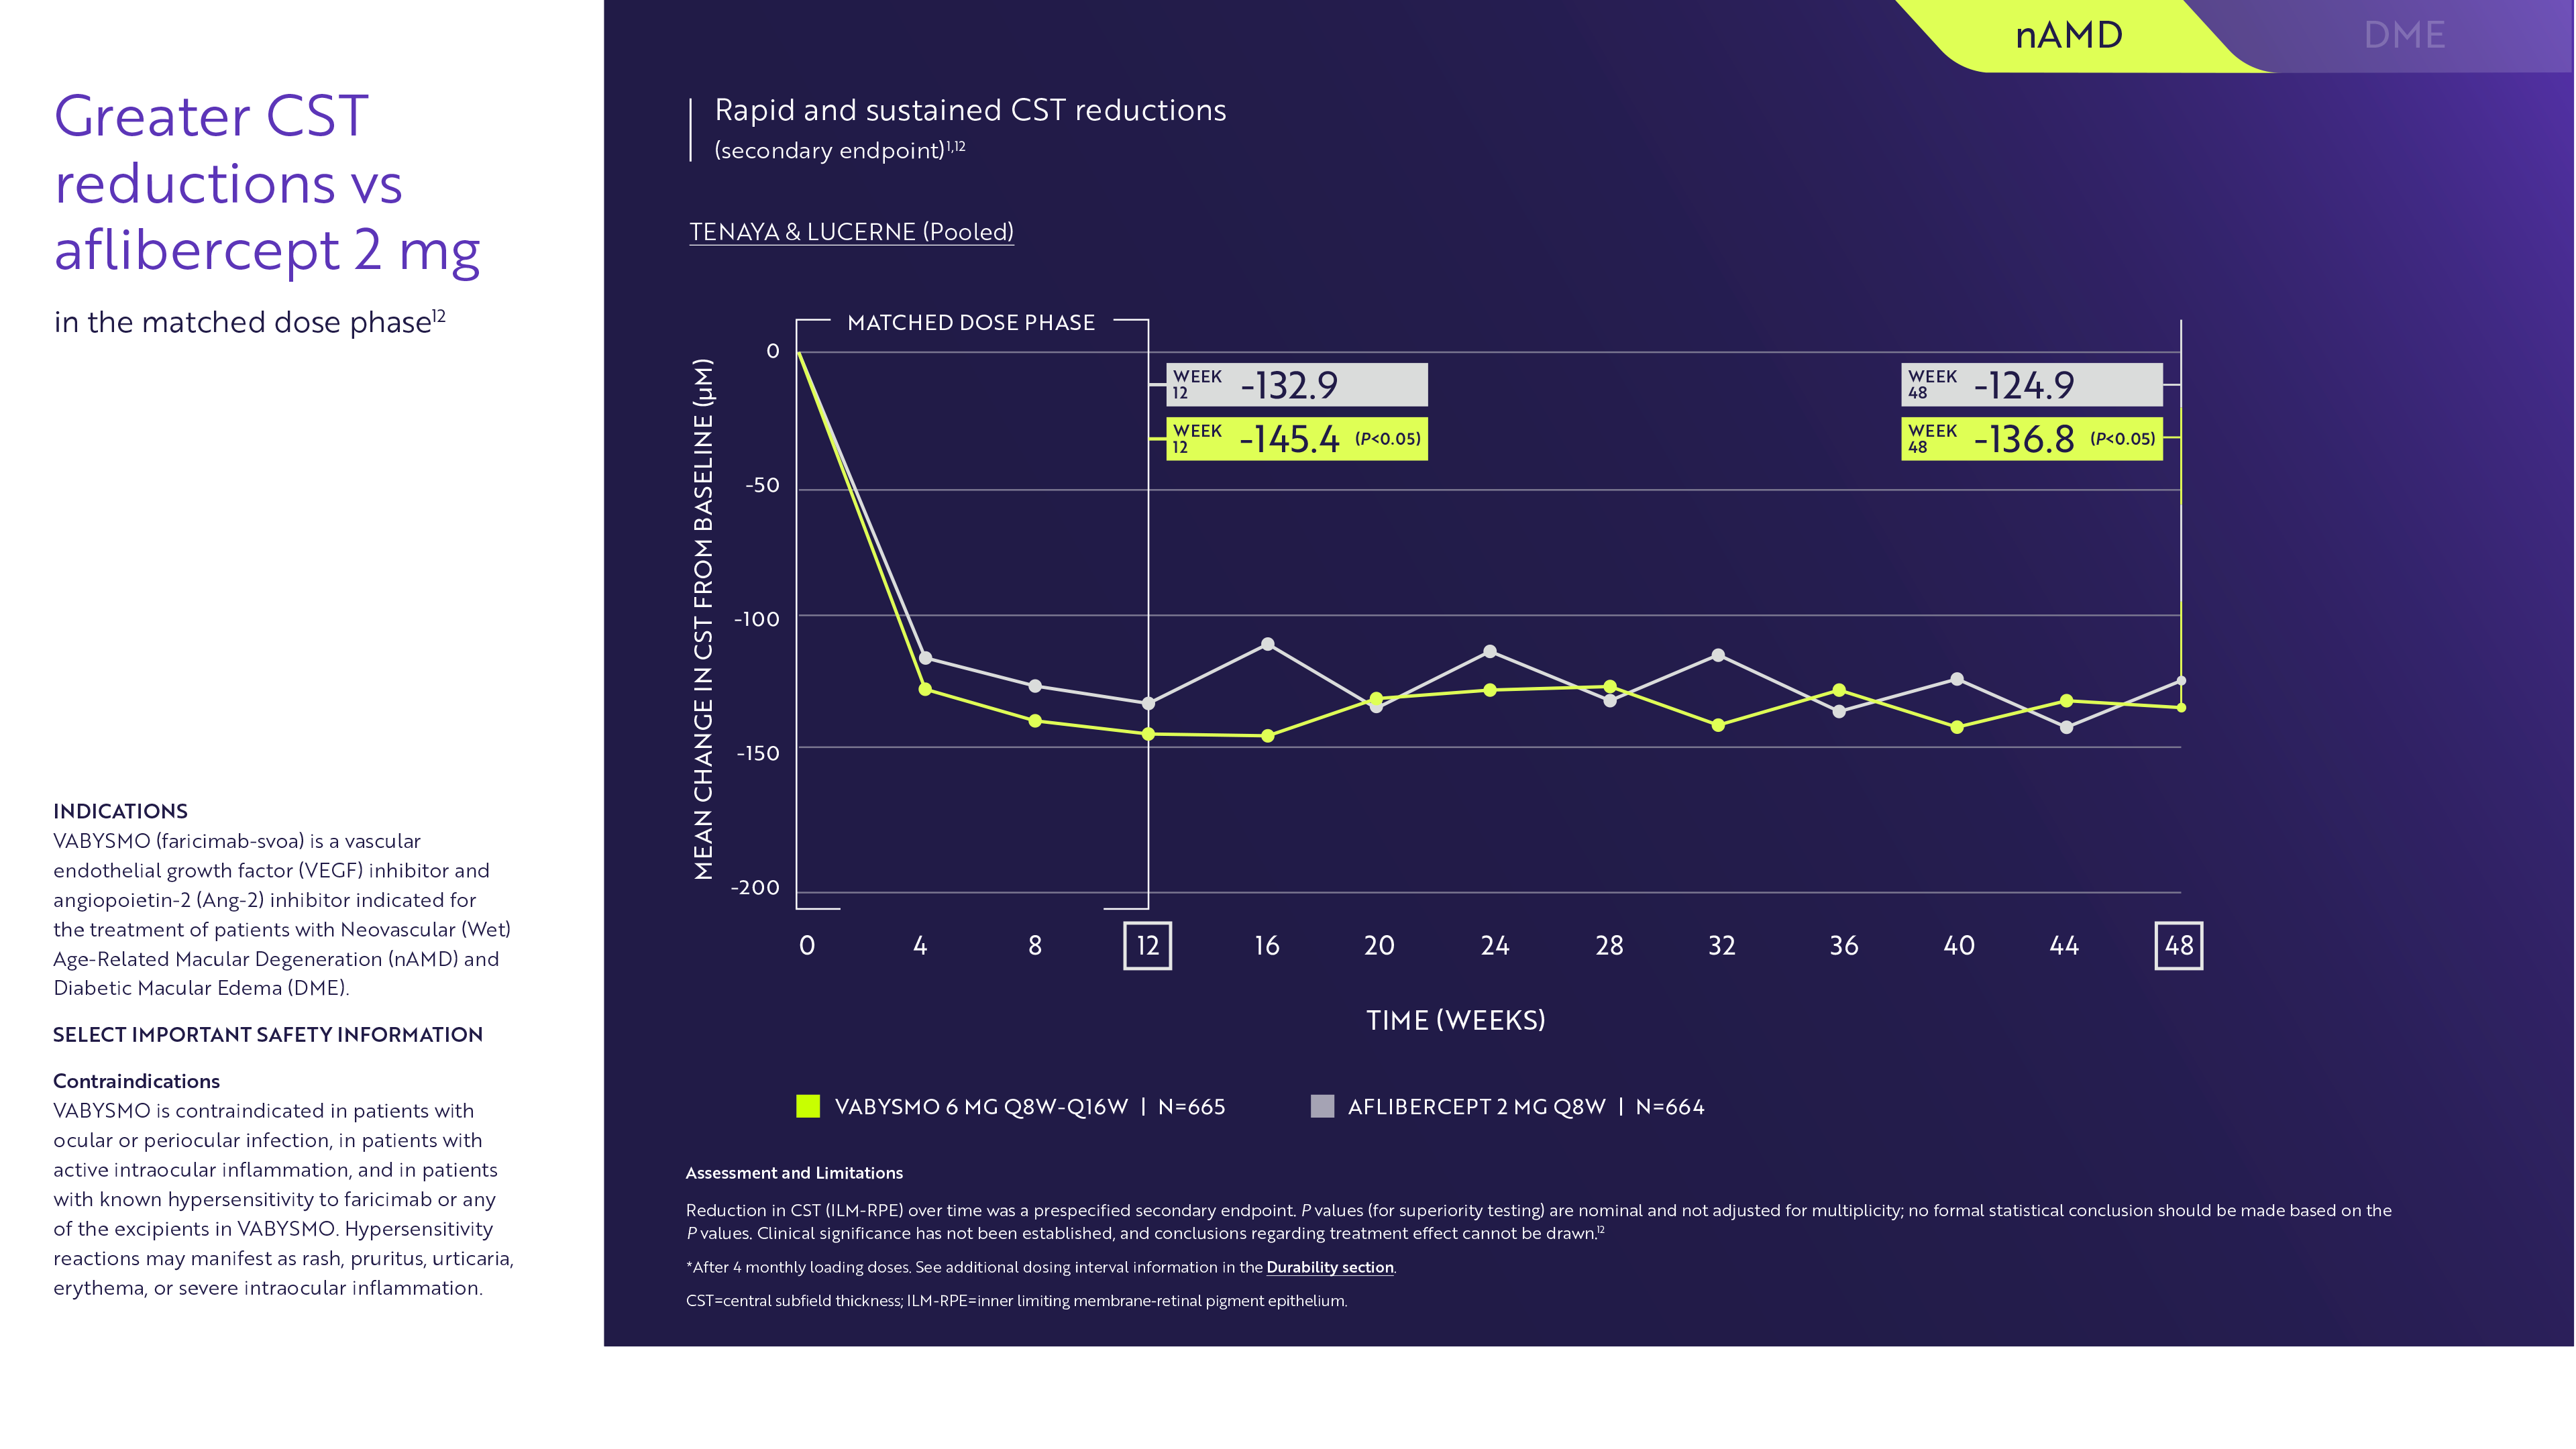 Greater CST
reductions vs
aflibercept 2 mg
in the matched dose phase¹²
INDICATIONS
VABYSMO (faricimab-svoa) is a vascular
endothelial growth factor (VEGF) inhibitor and
angiopoietin-2 (Ang-2) inhibitor indicated for
the treatment of patients with Neovascular (Wet)
Age-Related Macular Degeneration (nAMD) and
Diabetic Macular Edema (DME).
SELECT IMPORTANT SAFETY INFORMATION
Contraindications
VABYSMO is contraindicated in patients with
ocular or periocular infection, in patients with
active intraocular inflammation, and in patients
with known hypersensitivity to faricimab or any
of the excipients in VABYSMO. Hypersensitivity
reactions may manifest as rash, pruritus, urticaria,
erythema, or severe intraocular inflammation.
nAMD
DME
Rapid and sustained CST reductions
(secondary endpoint)¹,¹²
TENAYA & LUCERNE (Pooled)
MATCHED DOSE PHASE
MEAN CHANGE IN CST FROM BASELINE (µM)
0
-50
-100
-150
-200
WEEK 12 -132.9
WEEK 12 -145.4 (P<0.05)
WEEK 48 -124.9
WEEK 48 -136.8 (P<0.05)
0 4 8 12 16 20 24 28 32 36 40 44 48
TIME (WEEKS)
VABYSMO 6 MG Q8W-Q16W | N=665
AFLIBERCEPT 2 MG Q8W | N=664
Assessment and Limitations
Reduction in CST (ILM-RPE) over time was a prespecified secondary endpoint. P values (for superiority testing) are nominal and not adjusted for multiplicity; no formal statistical conclusion should be made based on the
P values. Clinical significance has not been established, and conclusions regarding treatment effect cannot be drawn.¹²
*After 4 monthly loading doses. See additional dosing interval information in the Durability section.
CST=central subfield thickness; ILM-RPE=inner limiting membrane-retinal pigment epithelium.